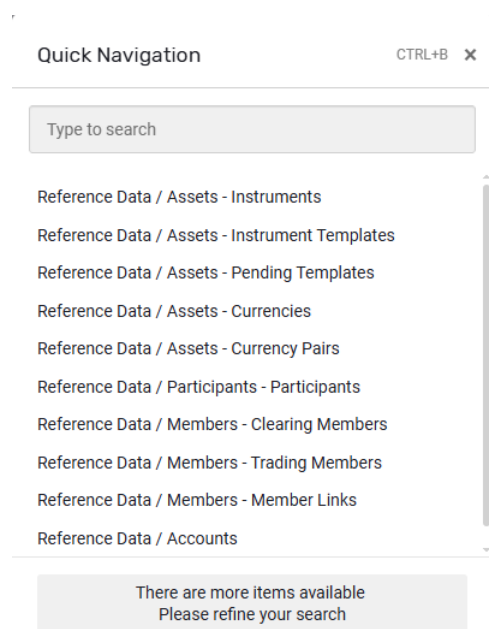 Quick Navigation CTRL+B ×
Type to search
Reference Data / Assets - Instruments
Reference Data / Assets - Instrument Templates
Reference Data / Assets - Pending Templates
Reference Data / Assets - Currencies
Reference Data / Assets - Currency Pairs
Reference Data / Participants - Participants
Reference Data / Members - Clearing Members
Reference Data / Members - Trading Members
Reference Data / Members - Member Links
Reference Data / Accounts
There are more items available
Please refine your search